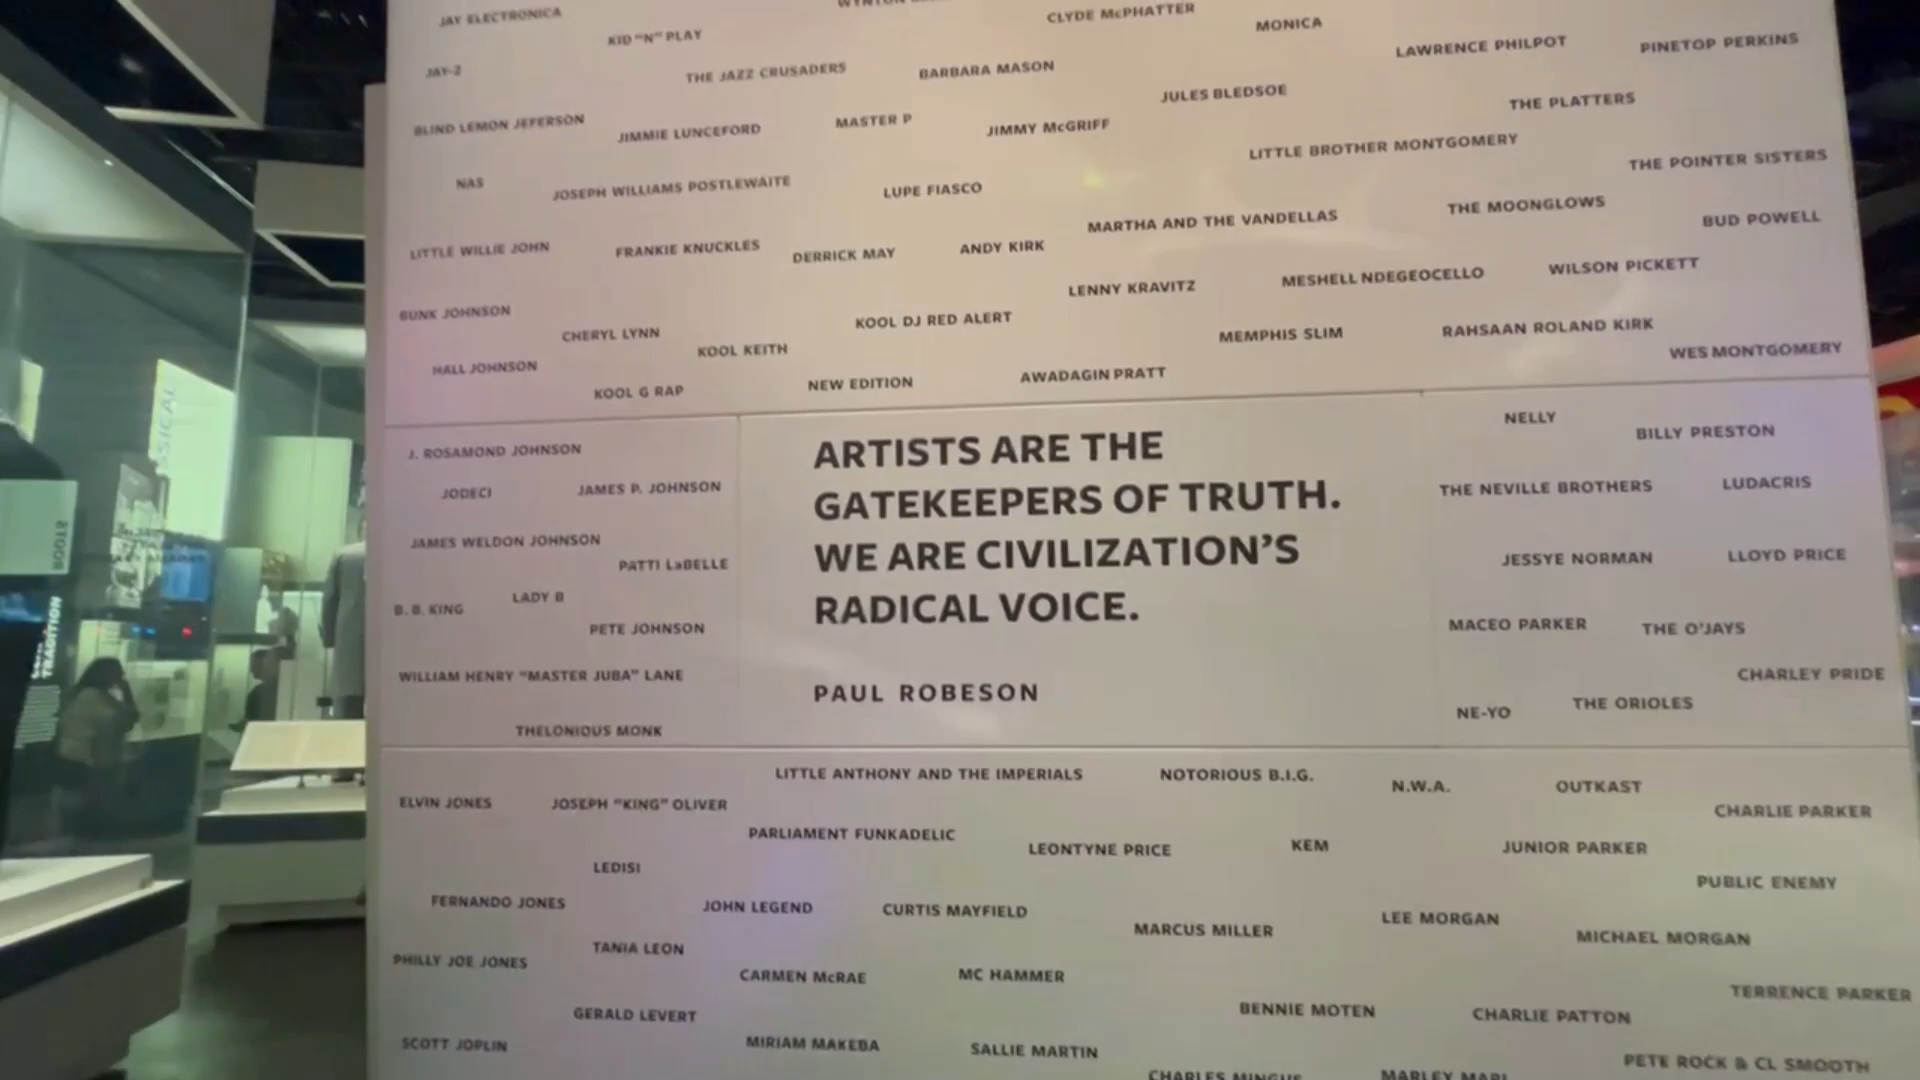 JAY ELECTRONICA
CLYDE McPHATTER
MONICA
KID "N" PLAY
LAWRENCE PHILPOT
PINETOP PERKINS
JAY-Z
THE JAZZ CRUSADERS
BARBARA MASON
JULES BLEDSOE
THE PLATTERS
BLIND LEMON JEFERSON
JIMMIE LUNCEFORD
MASTER P
JIMMY McGRIFF
LITTLE BROTHER MONTGOMERY
THE POINTER SISTERS
NAS
JOSEPH WILLIAMS POSTLEWAITE
LUPE FIASCO
MARTHA AND THE VANDELLAS
THE MOONGLOWS
BUD POWELL
LITTLE WILLIE JOHN
FRANKIE KNUCKLES
DERRICK MAY
ANDY KIRK
LENNY KRAVITZ
MESHELL NDEGEOCELLO
WILSON PICKETT
BUNK JOHNSON
CHERYL LYNN
KOOL DJ RED ALERT
MEMPHIS SLIM
RAHSAAN ROLAND KIRK
WES MONTGOMERY
HALL JOHNSON
KOOL KEITH
KOOL G RAP
NEW EDITION
AWADAGIN PRATT
J. ROSAMOND JOHNSON
JODECI
JAMES P. JOHNSON
JAMES WELDON JOHNSON
PATTI LaBELLE
B. B. KING
LADY B
PETE JOHNSON
WILLIAM HENRY "MASTER JUBA" LANE
THELONIOUS MONK
ARTISTS ARE THE
GATEKEEPERS OF TRUTH.
WE ARE CIVILIZATION'S
RADICAL VOICE.
PAUL ROBESON
NELLY
BILLY PRESTON
THE NEVILLE BROTHERS
LUDACRIS
JESSYE NORMAN
LLOYD PRICE
MACEO PARKER
THE O'JAYS
CHARLEY PRIDE
NE-YO
THE ORIOLES
LITTLE ANTHONY AND THE IMPERIALS
NOTORIOUS B.I.G.
N.W.A.
OUTKAST
CHARLIE PARKER
ELVIN JONES
JOSEPH "KING" OLIVER
PARLIAMENT FUNKADELIC
LEONTYNE PRICE
KEM
JUNIOR PARKER
LEDISI
PUBLIC ENEMY
FERNANDO JONES
JOHN LEGEND
CURTIS MAYFIELD
MARCUS MILLER
LEE MORGAN
MICHAEL MORGAN
TANIA LEON
PHILLY JOE JONES
CARMEN McRAE
MC HAMMER
TERRENCE PARKER
GERALD LEVERT
BENNIE MOTEN
CHARLIE PATTON
SCOTT JOPLIN
MIRIAM MAKEBA
SALLIE MARTIN
PETE ROCK & CL SMOOTH
CHARLES MINGUS
MARLEY MARL
TRADITION